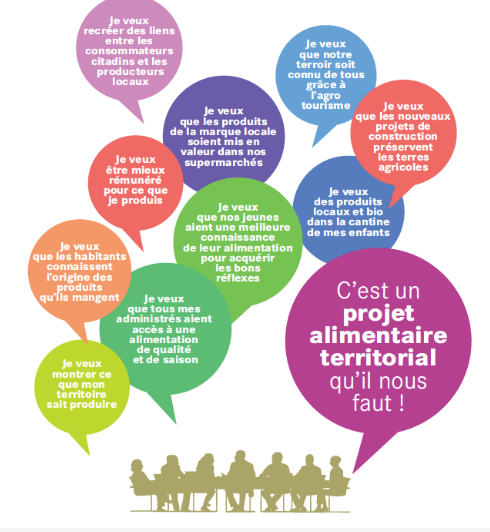 Je veux
recréer des liens
entre les
consommateurs
citadins et les
producteurs
locaux
Je veux
que notre
terroir soit
connu de tous
grâce à
l'agro
tourisme
Je veux
que les produits
de la marque locale
soient mis en
valeur dans nos
supermarchés
Je veux
que les nouveaux
projets de
construction
préservent
les terres
agricoles
Je veux
être mieux
rémunéré
pour ce que
je produis
Je veux
des produits
locaux et bio
dans la cantine
de mes enfants
Je veux
que nos jeunes
aient une meilleure
connaissance
de leur alimentation
pour acquérir
les bons
réflexes
Je veux
que les habitants
connaissent
l'origine des
produits
qu'ils mangent
Je veux
que tous mes
administrés aient
accès à une
alimentation
de qualité
et de saison
C'est un
projet
alimentaire
territorial
qu'il nous
faut !
Je veux
montrer ce
que mon
territoire
sait produire